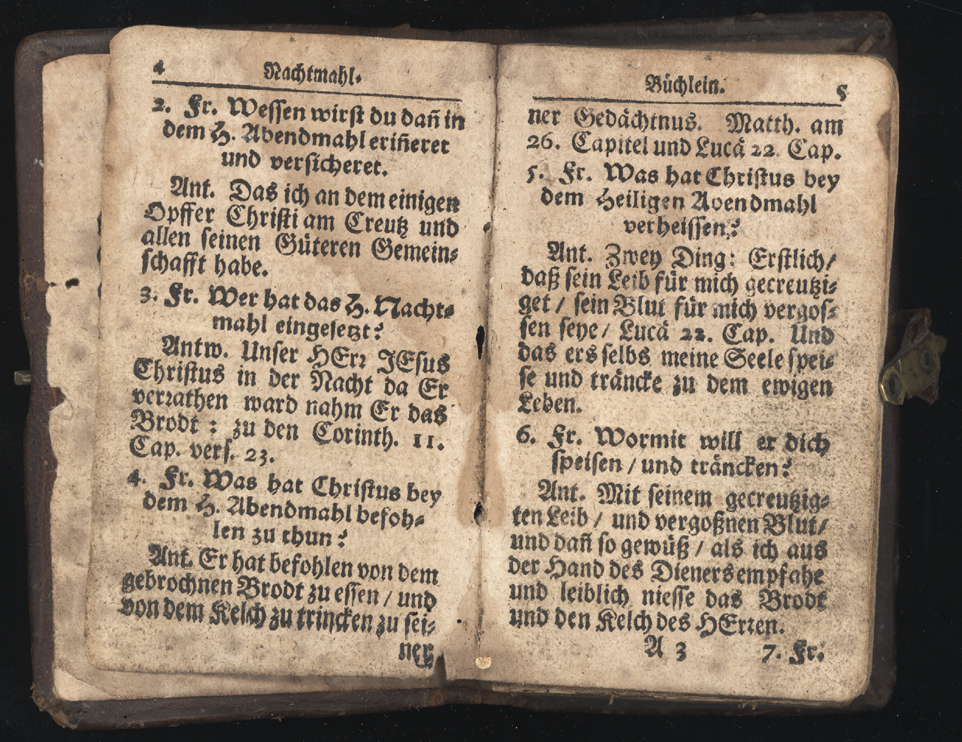 4 Nachtmahl⸗
2. Fr. Wessen wirst du dañ in
dem H. Abendmahl eriñeret
und versicheret.
Ant. Das ich an dem einigen
Opffer Christi am Creutz und
allen seinen Güteren Gemein⸗
schafft habe.
3. Fr. Wer hat das H. Nacht⸗
mahl eingesetzt?
Antw. Unser HErr JEsus
Christus in der Nacht da Er
verrathen ward nahm Er das
Brodt : zu den Corinth. 11.
Cap. vers. 23.
4. Fr. Was hat Christus bey
dem H. Abendmahl befoh⸗
len zu thun?
Ant. Er hat befohlen von dem
gebrochnen Brodt zu essen / und
von dem Kelch zu trincken zu sei⸗
ner
Büchlein. 5
ner Gedächtnus. Matth. am
26. Capitel und Lucä 22. Cap.
5. Fr. Was hat Christus bey
dem Heiligen Abendmahl
verheissen?
Ant. Zwey Ding: Erstlich/
daß sein Leib für mich gecreutzi⸗
get / sein Blut für mich vergos⸗
sen seye / Lucä 22. Cap. Und
das ers selbs meine Seele spei⸗
se und träncke zu dem ewigen
Leben.
6. Fr. Wormit will er dich
speisen / und träncken?
Ant. Mit seinem gecreutzig⸗
ten Leib / und vergoßnen Blut/
und dañ so gewüß / als ich aus
der Hand des Dieners empfahe
und leiblich niesse das Brodt
und den Kelch des HErren.
A 3 7. Fr.